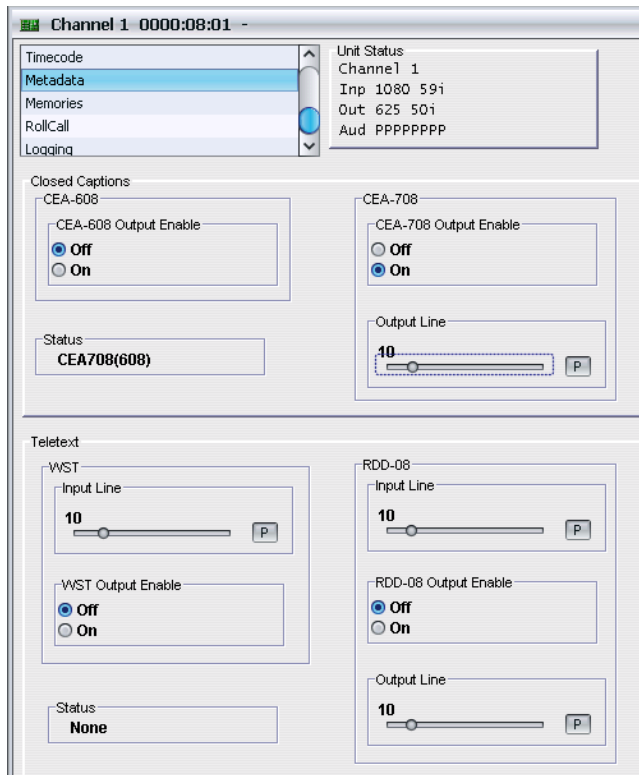 Channel 1 0000:08:01 -
Timecode
Metadata
Memories
RollCall
Logging
Unit Status
Channel 1
Inp 1080 59i
Out 625 50i
Aud PPPPPPPP
Closed Captions
CEA-608
CEA-608 Output Enable
Off
On
Status
CEA708(608)
CEA-708
CEA-708 Output Enable
Off
On
Output Line
10
P
Teletext
WST
Input Line
10
P
WST Output Enable
Off
On
Status
None
RDD-08
Input Line
10
P
RDD-08 Output Enable
Off
On
Output Line
10
P